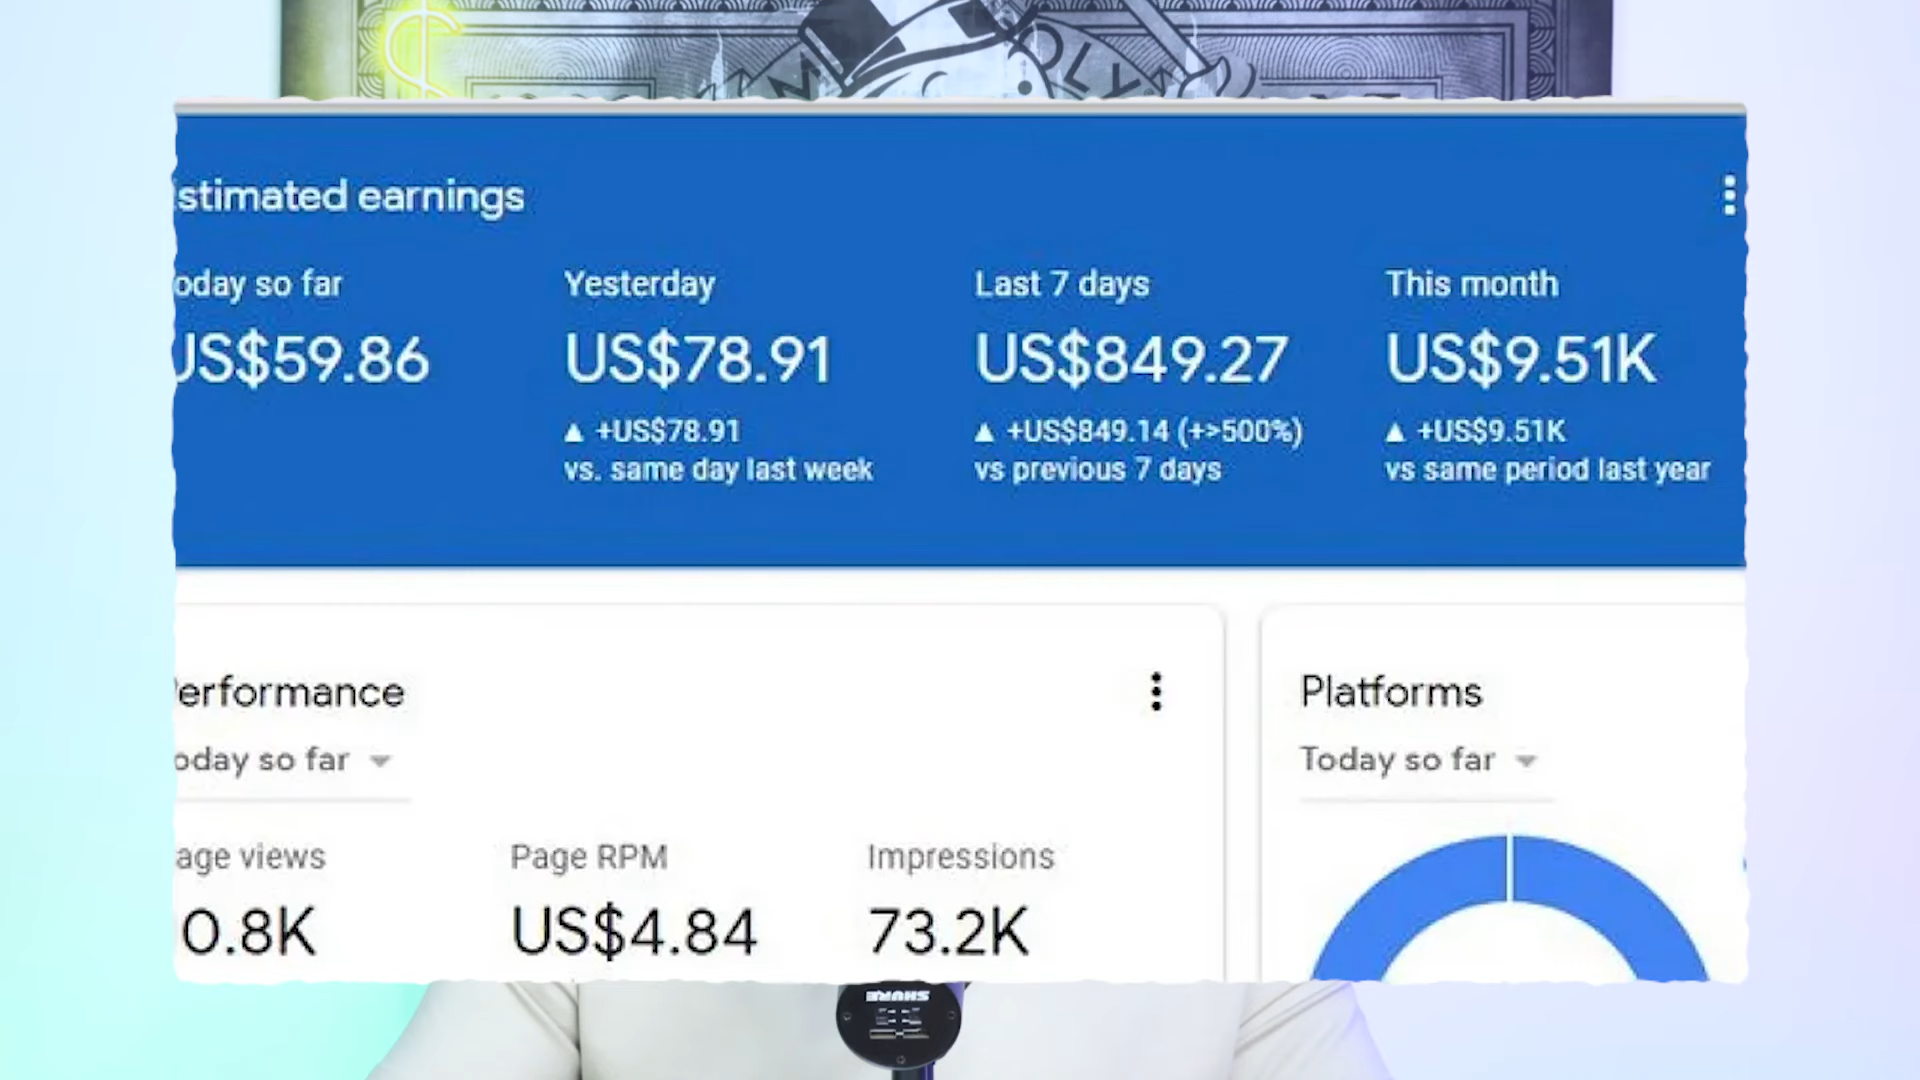 $
stimated earnings
oday so far
Yesterday
Last 7 days
This month
US$59.86
US$78.91
US$849.27
US$9.51K
▲ +US$78.91
▲ +US$849.14 (+>500%)
▲ +US$9.51K
vs. same day last week
vs previous 7 days
vs same period last year
erformance
Platforms
oday so far
Today so far
age views
Page RPM
Impressions
0.8K
US$4.84
73.2K
SHURE